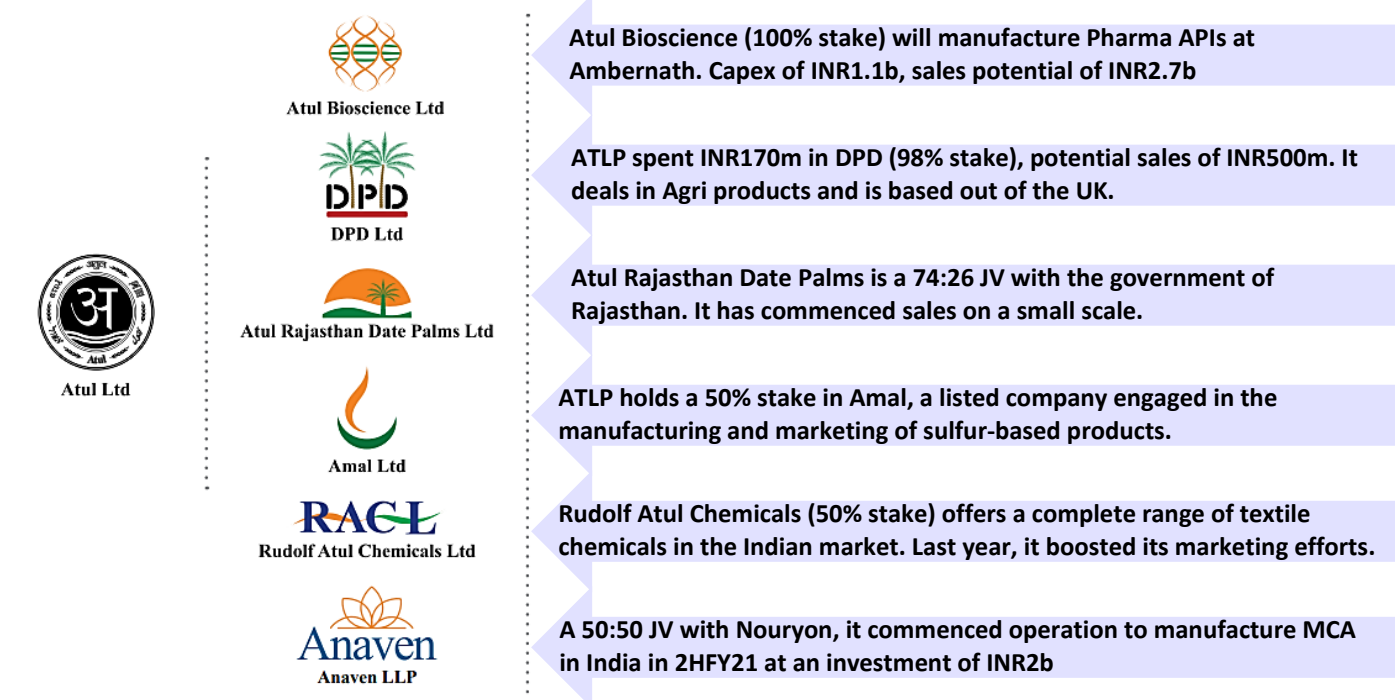 Atul Bioscience Ltd
Atul Bioscience (100% stake) will manufacture Pharma APIs at
Ambernath. Capex of INR1.1b, sales potential of INR2.7b
DPD
DPD Ltd
ATLP spent INR170m in DPD (98% stake), potential sales of INR500m. It
deals in Agri products and is based out of the UK.
अतुल
अ
Atul
Atul Ltd
Atul Rajasthan Date Palms Ltd
Atul Rajasthan Date Palms is a 74:26 JV with the government of
Rajasthan. It has commenced sales on a small scale.
Amal Ltd
ATLP holds a 50% stake in Amal, a listed company engaged in the
manufacturing and marketing of sulfur-based products.
RACL
Rudolf Atul Chemicals Ltd
Rudolf Atul Chemicals (50% stake) offers a complete range of textile
chemicals in the Indian market. Last year, it boosted its marketing efforts.
Anaven
Anaven LLP
A 50:50 JV with Nouryon, it commenced operation to manufacture MCA
in India in 2HFY21 at an investment of INR2b